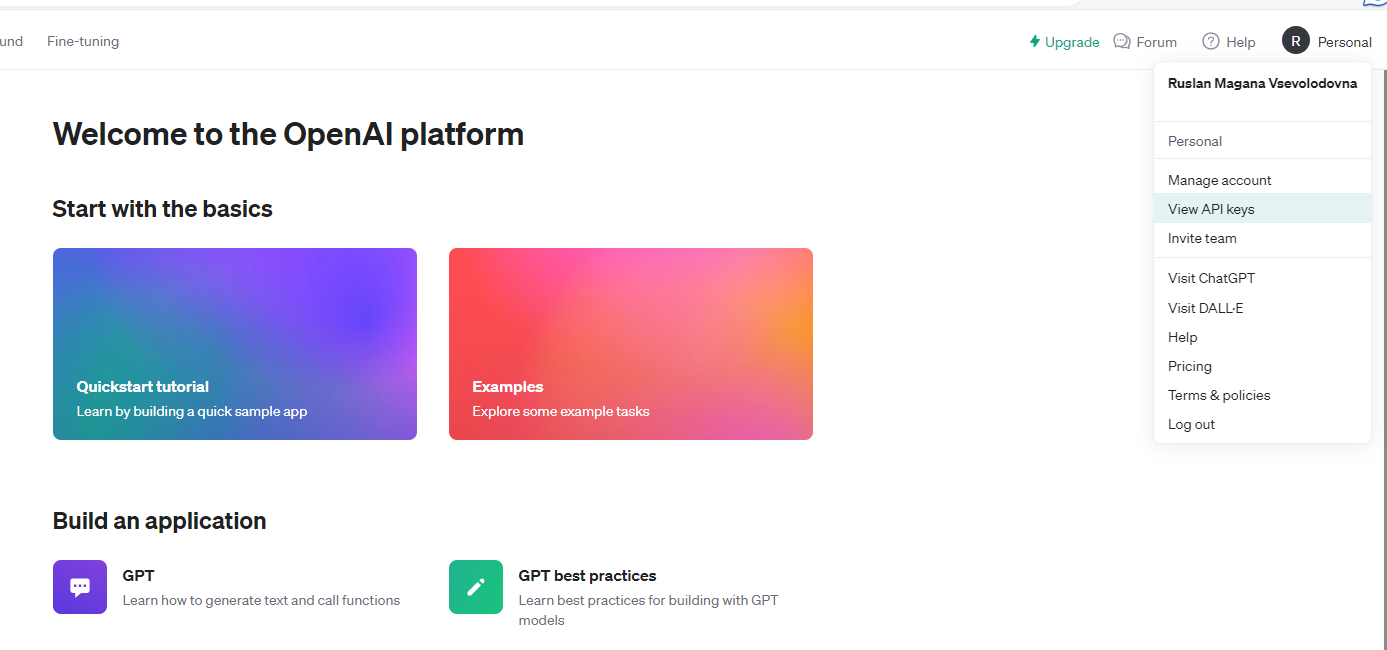 und
Fine-tuning
Upgrade
Forum
Help
R
Personal
Ruslan Magana Vsevolodovna
Personal
Manage account
View API keys
Invite team
Visit ChatGPT
Visit DALL·E
Help
Pricing
Terms & policies
Log out
Welcome to the OpenAI platform
Start with the basics
Quickstart tutorial
Learn by building a quick sample app
Examples
Explore some example tasks
Build an application
GPT
Learn how to generate text and call functions
GPT best practices
Learn best practices for building with GPT
models